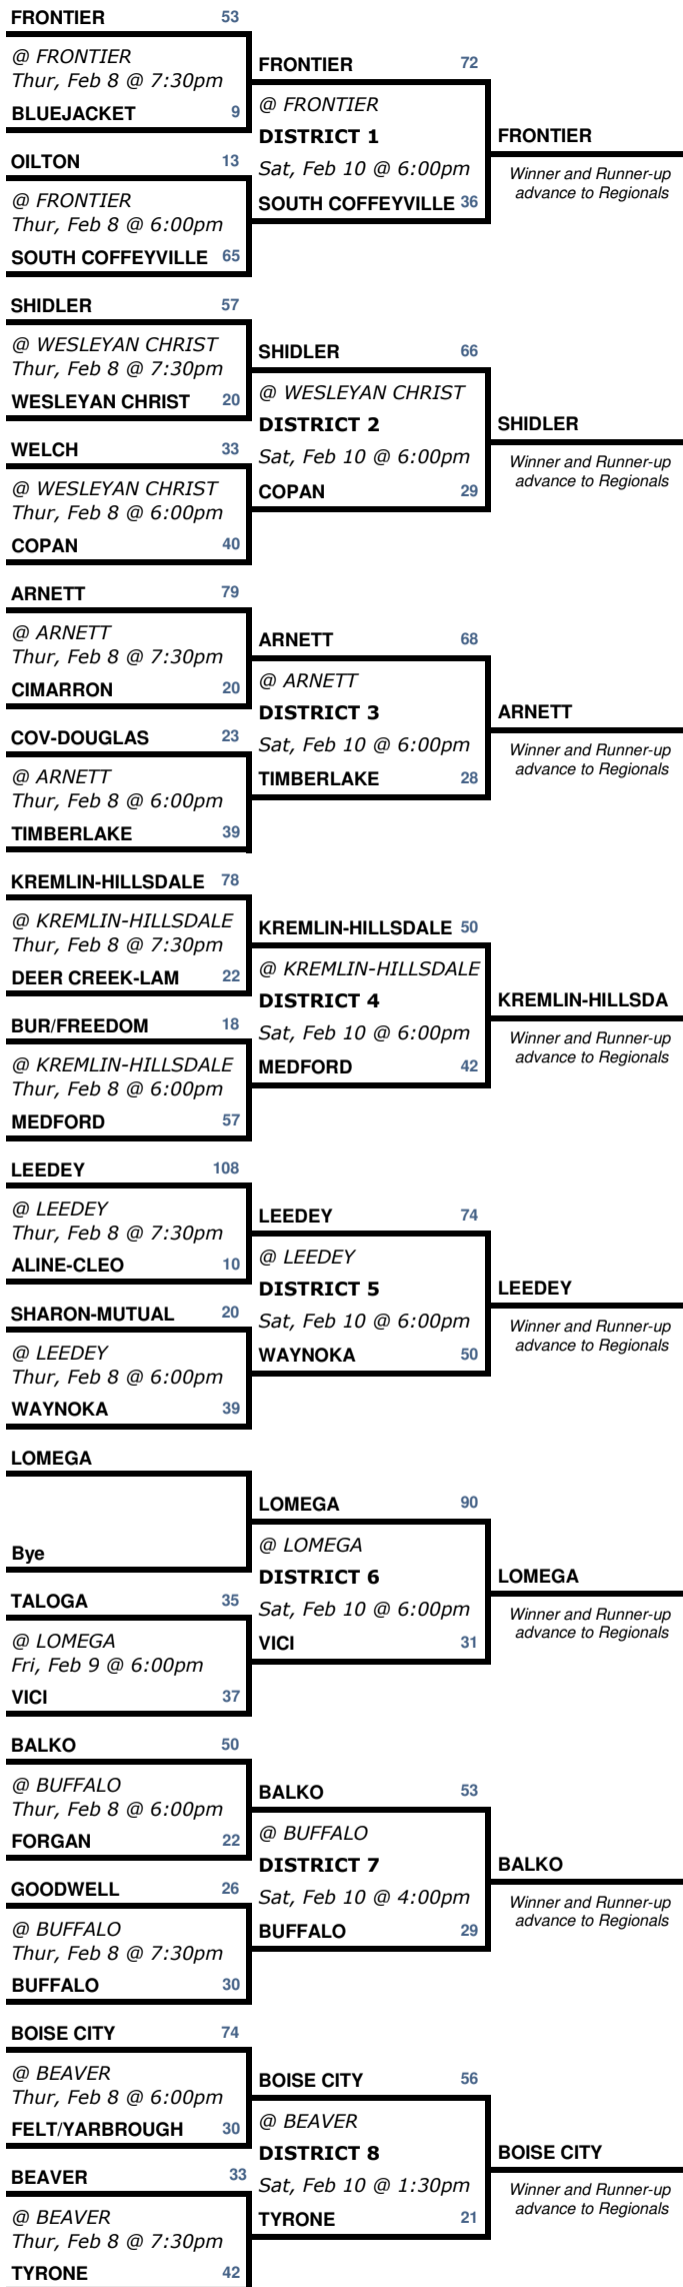 FRONTIER 53
@ FRONTIER
Thur, Feb 8 @ 7:30pm
BLUEJACKET 9
OILTON 13
@ FRONTIER
Thur, Feb 8 @ 6:00pm
SOUTH COFFEYVILLE 65
FRONTIER 72
@ FRONTIER
DISTRICT 1
Sat, Feb 10 @ 6:00pm
SOUTH COFFEYVILLE 36
FRONTIER
Winner and Runner-up
advance to Regionals
SHIDLER 57
@ WESLEYAN CHRIST
Thur, Feb 8 @ 7:30pm
WESLEYAN CHRIST 20
WELCH 33
@ WESLEYAN CHRIST
Thur, Feb 8 @ 6:00pm
COPAN 40
SHIDLER 66
@ WESLEYAN CHRIST
DISTRICT 2
Sat, Feb 10 @ 6:00pm
COPAN 29
SHIDLER
Winner and Runner-up
advance to Regionals
ARNETT 79
@ ARNETT
Thur, Feb 8 @ 7:30pm
CIMARRON 20
COV-DOUGLAS 23
@ ARNETT
Thur, Feb 8 @ 6:00pm
TIMBERLAKE 39
ARNETT 68
@ ARNETT
DISTRICT 3
Sat, Feb 10 @ 6:00pm
TIMBERLAKE 28
ARNETT
Winner and Runner-up
advance to Regionals
KREMLIN-HILLSDALE 78
@ KREMLIN-HILLSDALE
Thur, Feb 8 @ 7:30pm
DEER CREEK-LAM 22
BUR/FREEDOM 18
@ KREMLIN-HILLSDALE
Thur, Feb 8 @ 6:00pm
MEDFORD 57
KREMLIN-HILLSDALE 50
@ KREMLIN-HILLSDALE
DISTRICT 4
Sat, Feb 10 @ 6:00pm
MEDFORD 42
KREMLIN-HILLSDA
Winner and Runner-up
advance to Regionals
LEEDEY 108
@ LEEDEY
Thur, Feb 8 @ 7:30pm
ALINE-CLEO 10
SHARON-MUTUAL 20
@ LEEDEY
Thur, Feb 8 @ 6:00pm
WAYNOKA 39
LEEDEY 74
@ LEEDEY
DISTRICT 5
Sat, Feb 10 @ 6:00pm
WAYNOKA 50
LEEDEY
Winner and Runner-up
advance to Regionals
LOMEGA
Bye
TALOGA 35
@ LOMEGA
Fri, Feb 9 @ 6:00pm
VICI 37
LOMEGA 90
@ LOMEGA
DISTRICT 6
Sat, Feb 10 @ 6:00pm
VICI 31
LOMEGA
Winner and Runner-up
advance to Regionals
BALKO 50
@ BUFFALO
Thur, Feb 8 @ 6:00pm
FORGAN 22
GOODWELL 26
@ BUFFALO
Thur, Feb 8 @ 7:30pm
BUFFALO 30
BALKO 53
@ BUFFALO
DISTRICT 7
Sat, Feb 10 @ 4:00pm
BUFFALO 29
BALKO
Winner and Runner-up
advance to Regionals
BOISE CITY 74
@ BEAVER
Thur, Feb 8 @ 6:00pm
FELT/YARBROUGH 30
BEAVER 33
@ BEAVER
Thur, Feb 8 @ 7:30pm
TYRONE 42
BOISE CITY 56
@ BEAVER
DISTRICT 8
Sat, Feb 10 @ 1:30pm
TYRONE 21
BOISE CITY
Winner and Runner-up
advance to Regionals